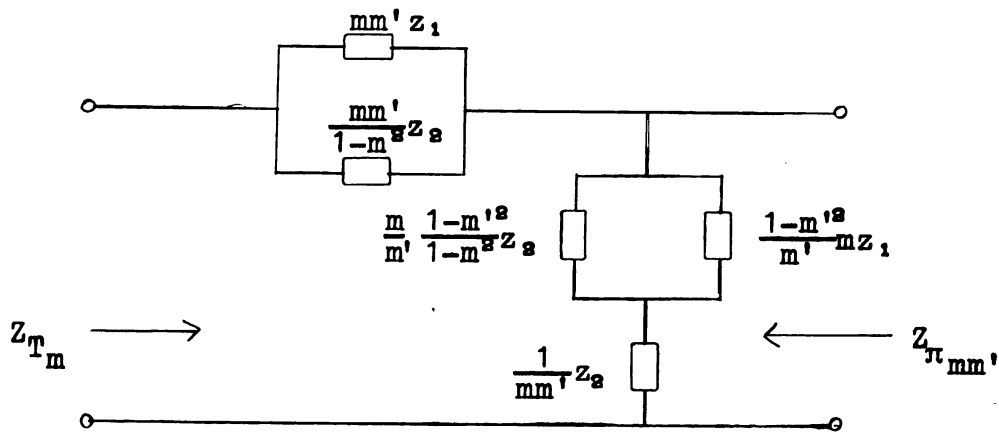 mm' z₁
mm'/(1-m²) z₂
m/m' (1-m'²)/(1-m²) z₂
(1-m'²)/m' mz₁
Z_Tm
Z_πmm'
1/mm' z₂